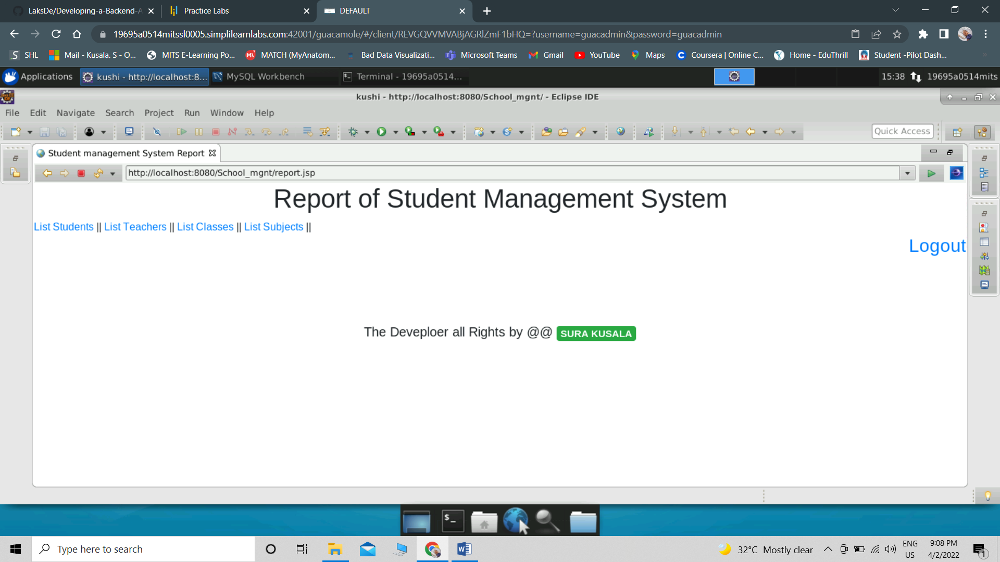 LaksDe/Developing-a-Backend-A
Practice Labs
DEFAULT
19695a0514mitssl0005.simplilearnlabs.com:42001/guacamole/#/client/REVGQVVMVABjAGRlZmF1bHQ=?username=guacadmin&password=guacadmin
SHL
Mail - Kusala. S - O...
MITS E-Learning Po...
MATCH (MyAnatom...
Bad Data Visualizati...
Microsoft Teams
Gmail
YouTube
Maps
Coursera | Online C...
Home - EduThrill
Student -Pilot Dash...
Applications
kushi - http://localhost:8...
MySQL Workbench
Terminal - 19695a0514...
15:38
19695a0514mits
kushi - http://localhost:8080/School_mgnt/ - Eclipse IDE
File Edit Navigate Search Project Run Window Help
Quick Access
Student management System Report
http://localhost:8080/School_mgnt/report.jsp
Report of Student Management System
List Students || List Teachers || List Classes || List Subjects ||
Logout
The Deveploer all Rights by @@ SURA KUSALA
Type here to search
32°C Mostly clear
ENG
US
9:08 PM
4/2/2022
1